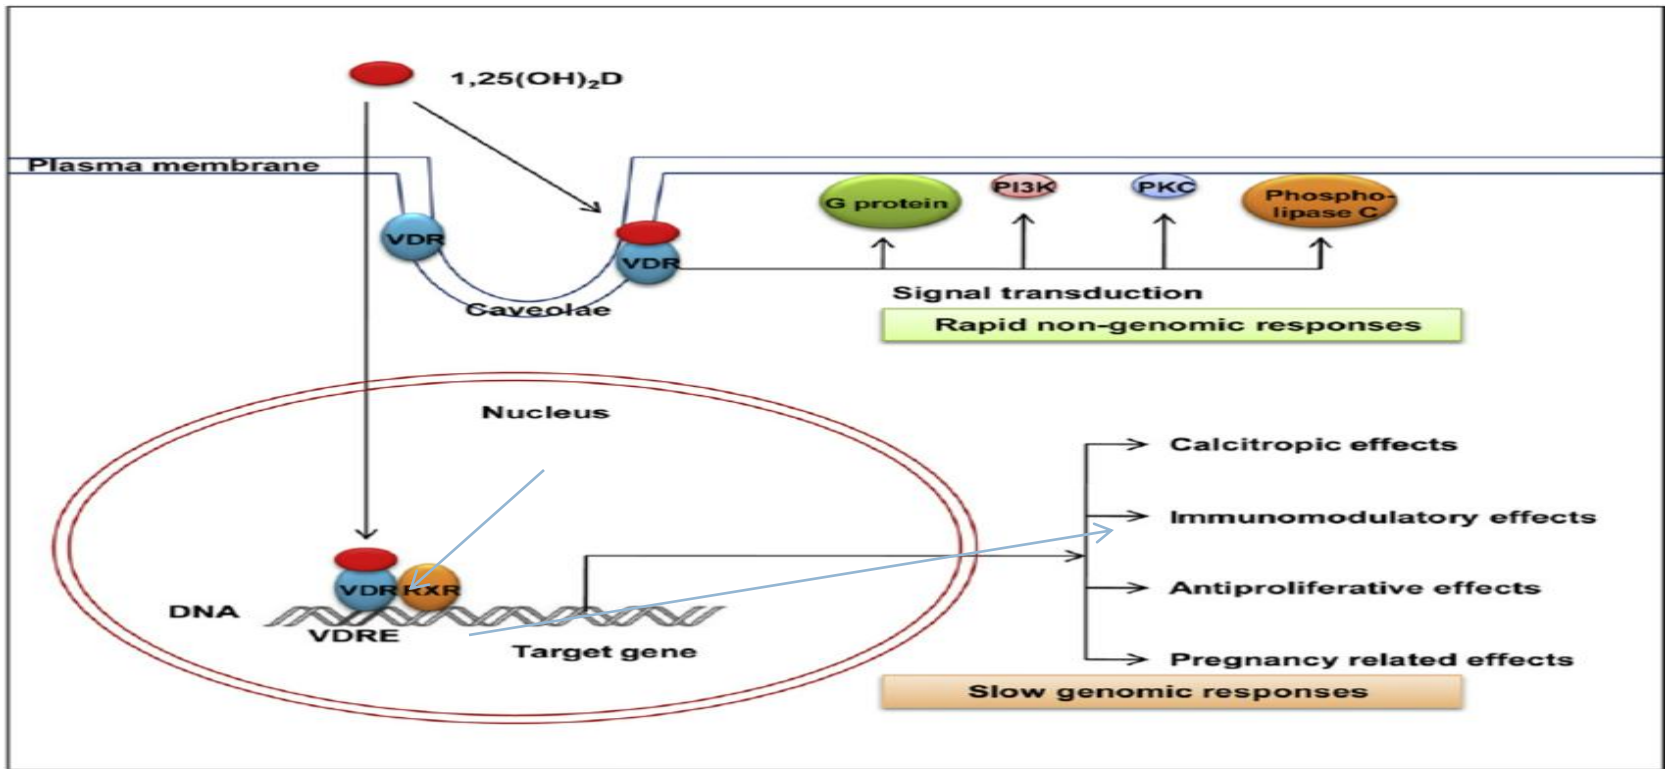 1,25(OH)₂D
Plasma membrane
VDR
VDR
Caveolae
G protein
PI3K
PKC
Phospho-
lipase C
Signal transduction
Rapid non-genomic responses
Nucleus
VDR
RXR
DNA
VDRE
Target gene
Calcitropic effects
Immunomodulatory effects
Antiproliferative effects
Pregnancy related effects
Slow genomic responses